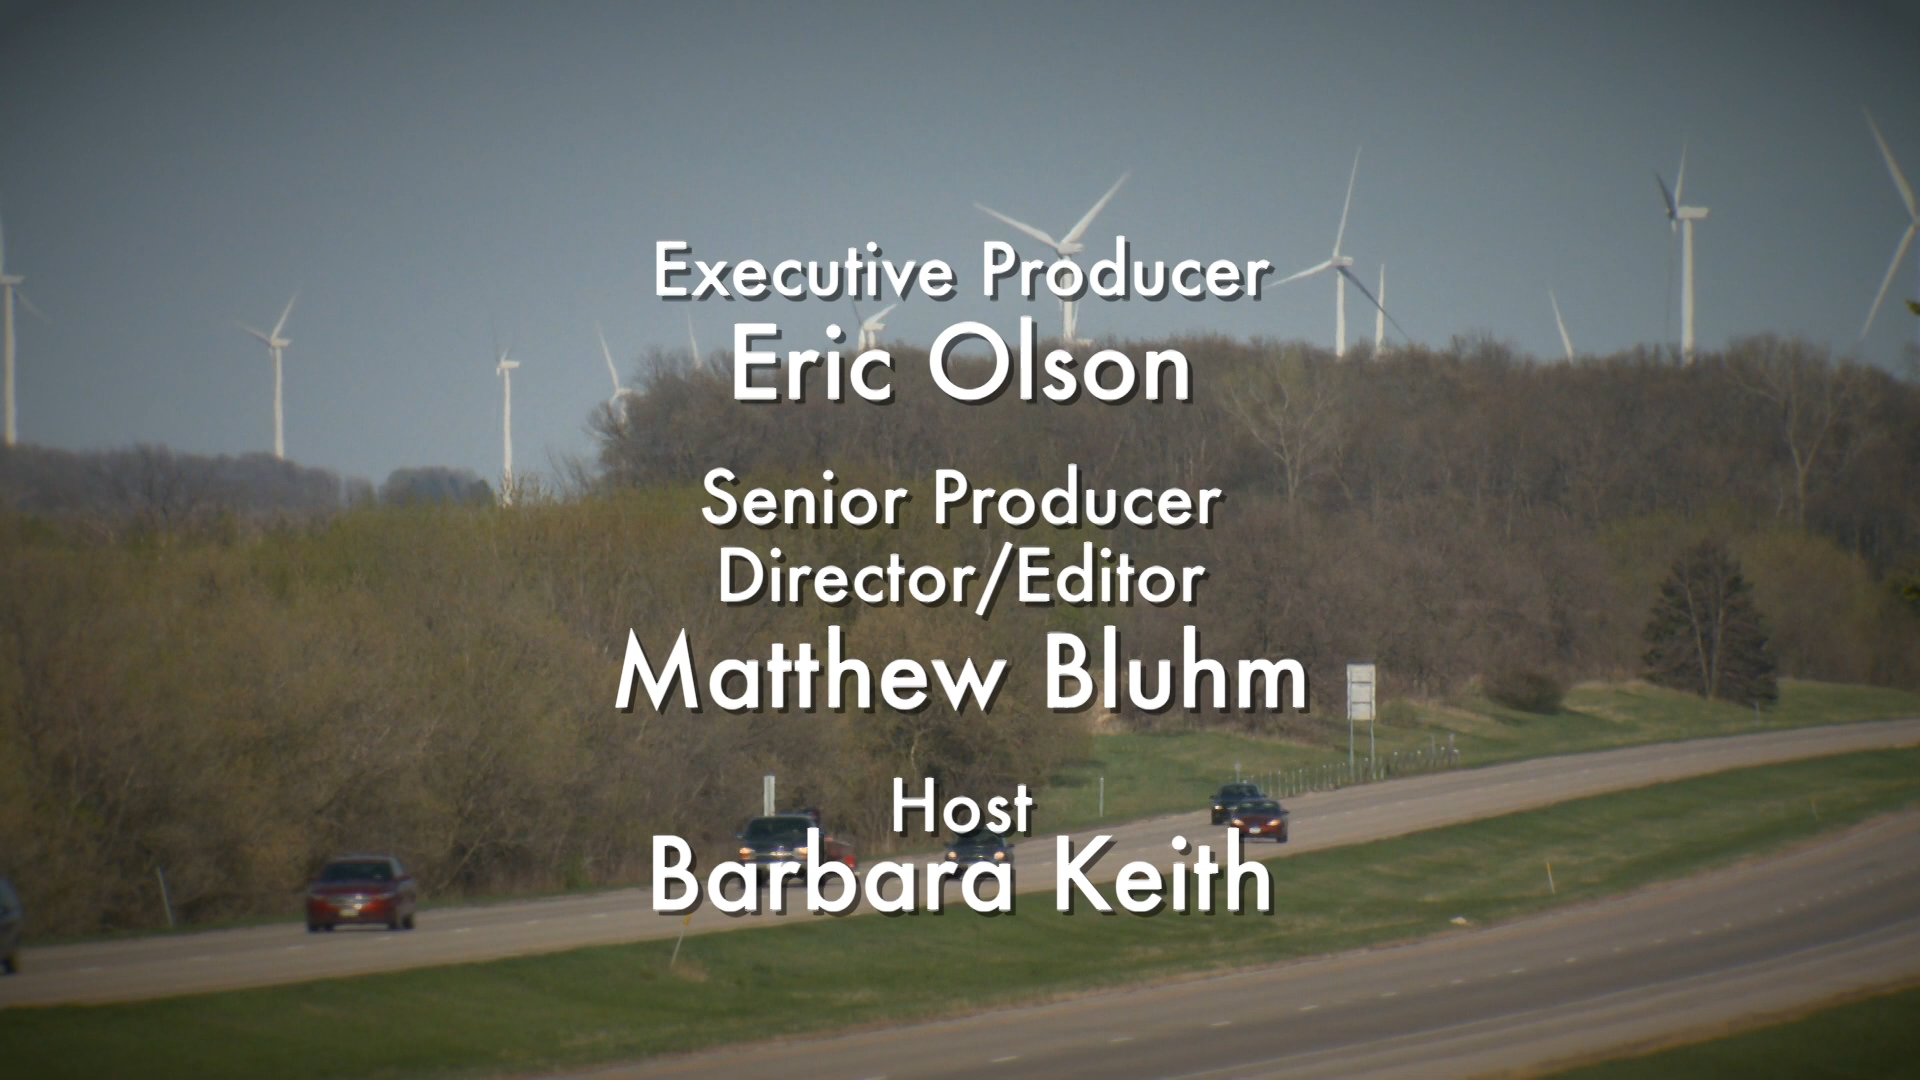 Executive Producer
Eric Olson
Senior Producer
Director/Editor
Matthew Bluhm
Host
Barbara Keith